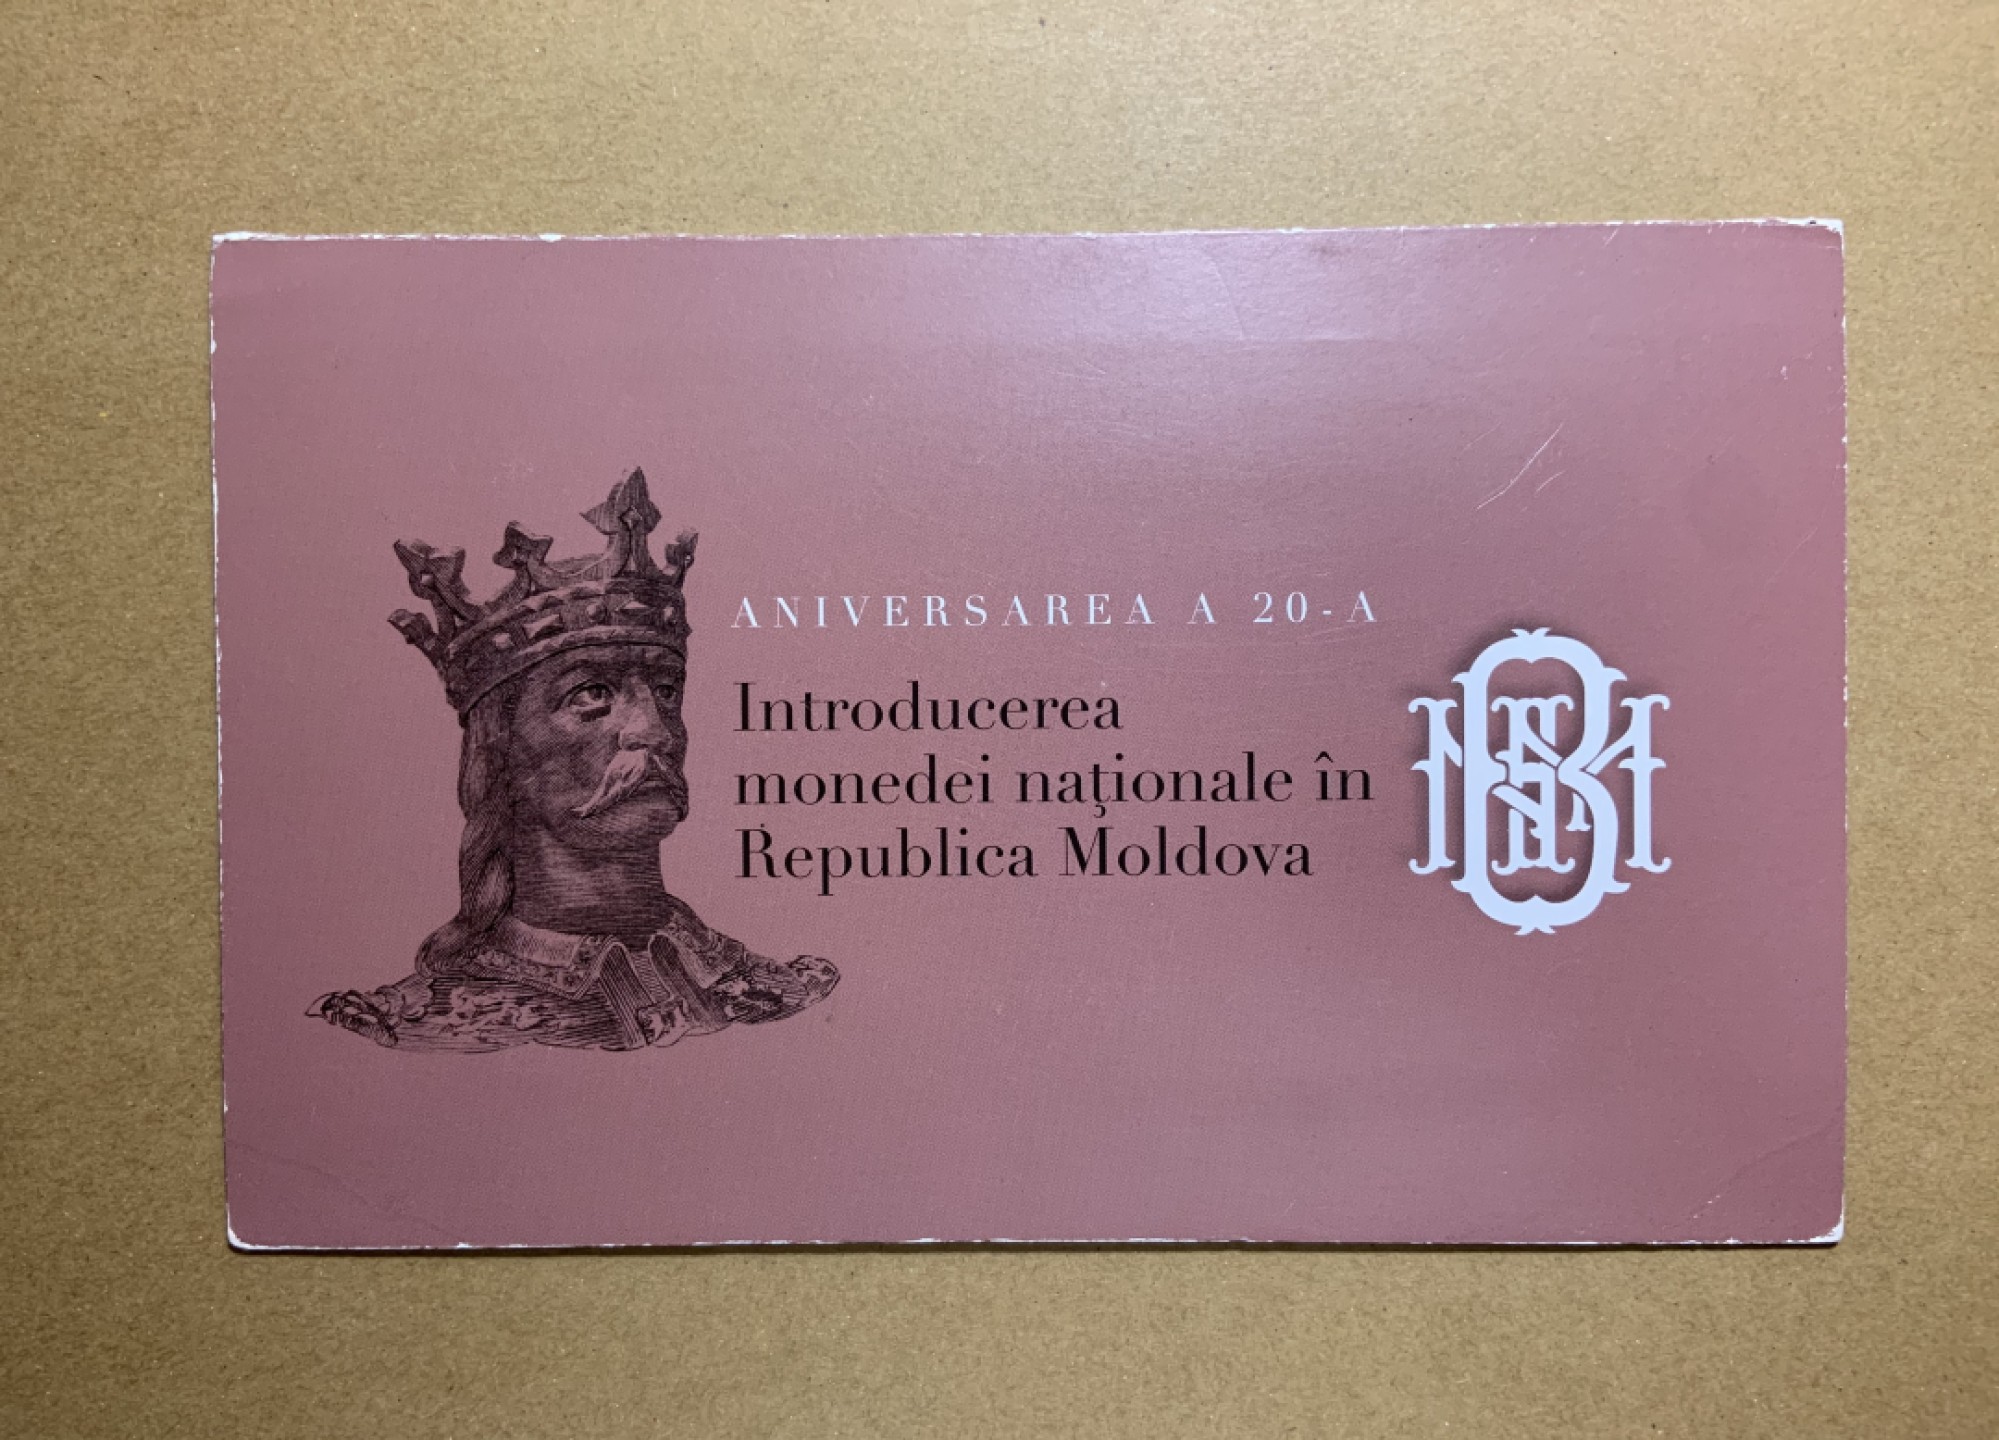 ANIVERSAREA A 20-A
Introducerea
monedei naţionale în
Republica Moldova